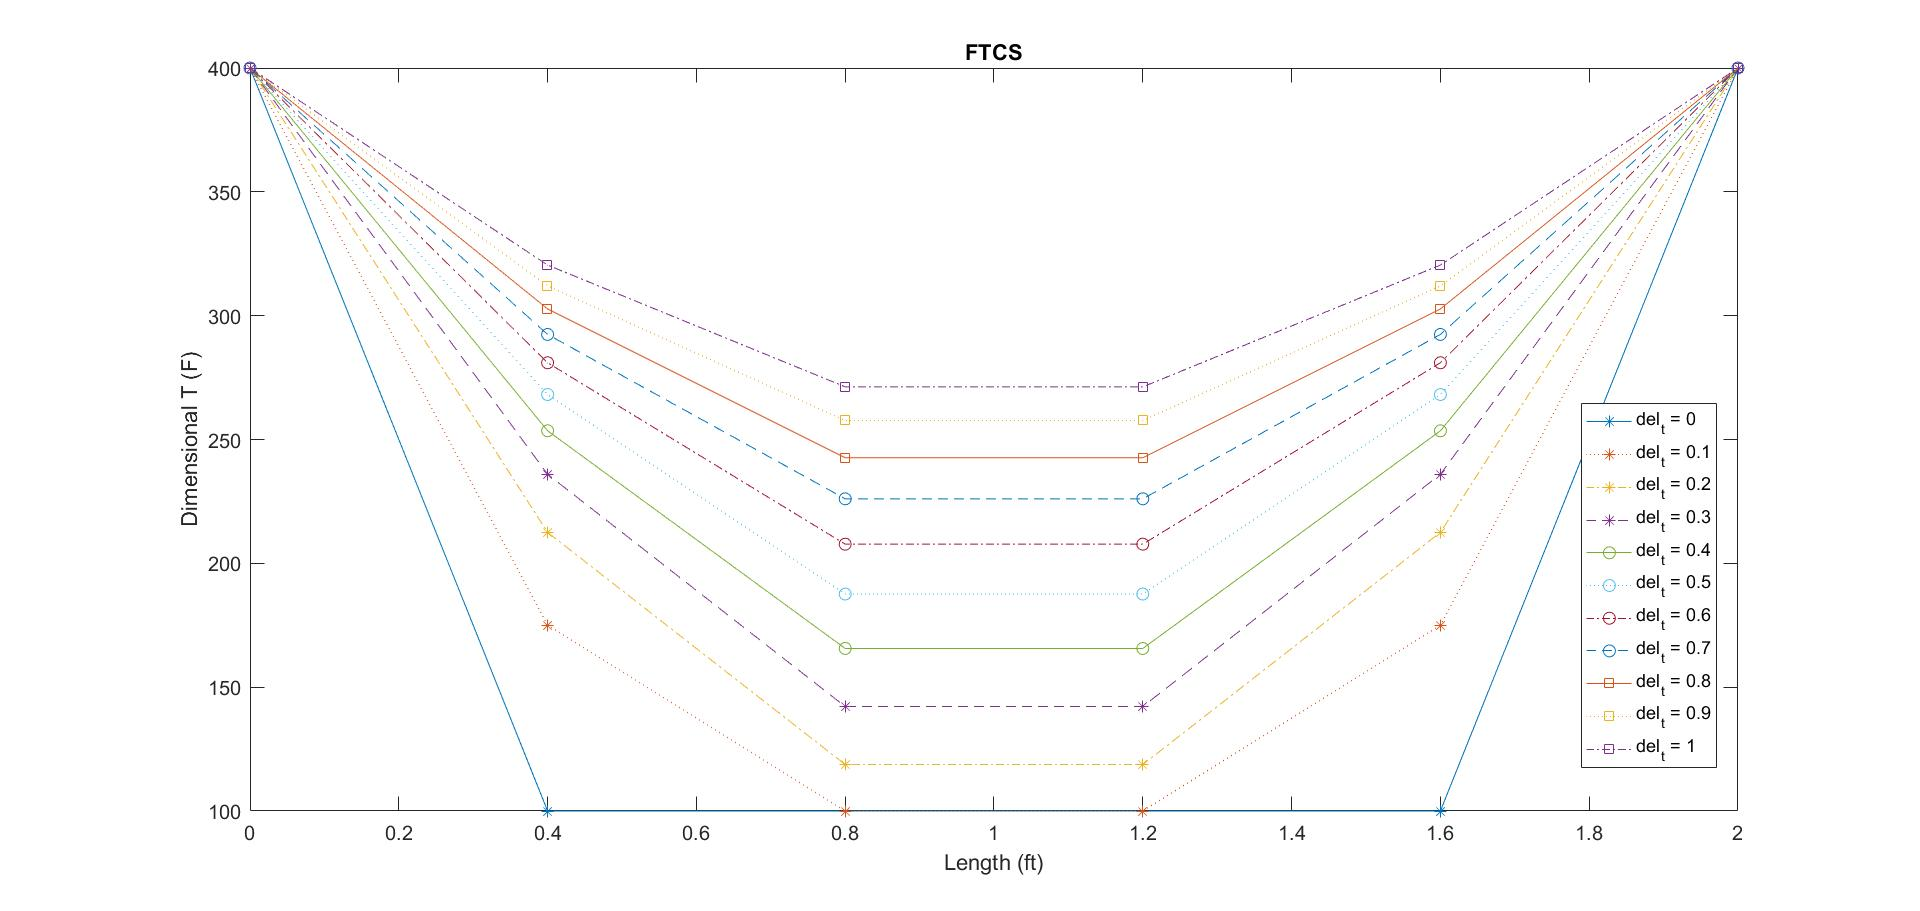 FTCS
400
350
300
250
200
150
100
Dimensional T (F)
0
0.2
0.4
0.6
0.8
1
1.2
1.4
1.6
1.8
2
Length (ft)
del_t = 0
del_t = 0.1
del_t = 0.2
del_t = 0.3
del_t = 0.4
del_t = 0.5
del_t = 0.6
del_t = 0.7
del_t = 0.8
del_t = 0.9
del_t = 1